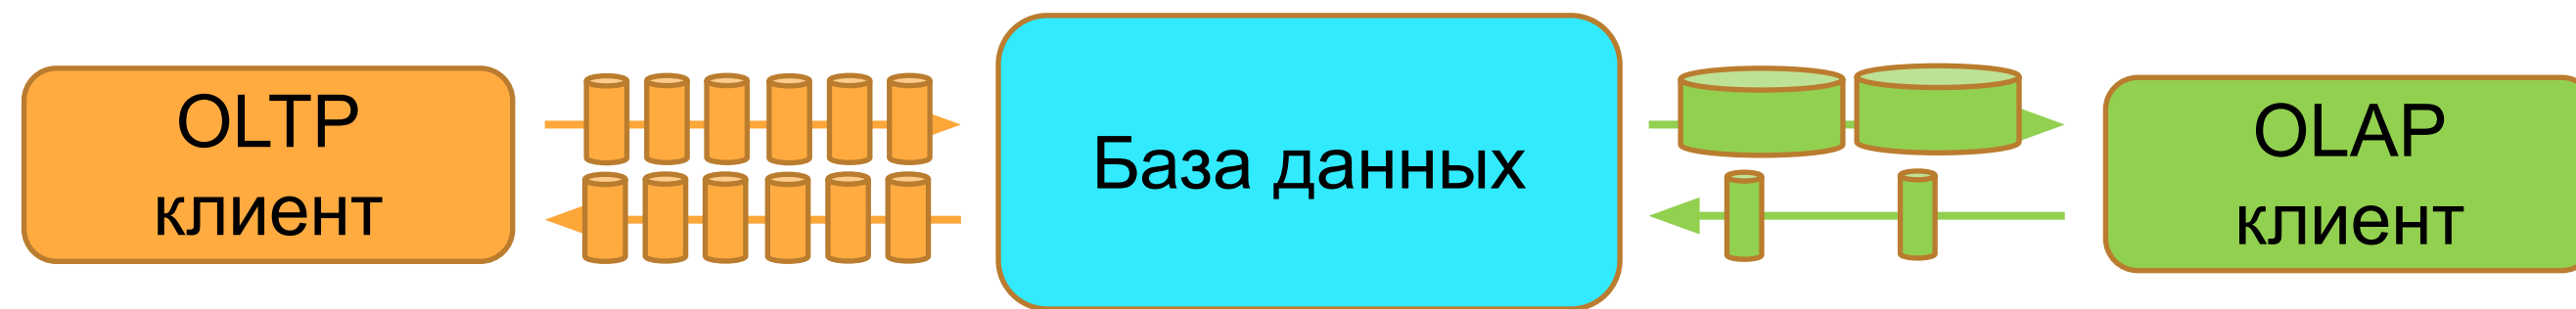 OLTP
клиент
База данных
OLAP
клиент